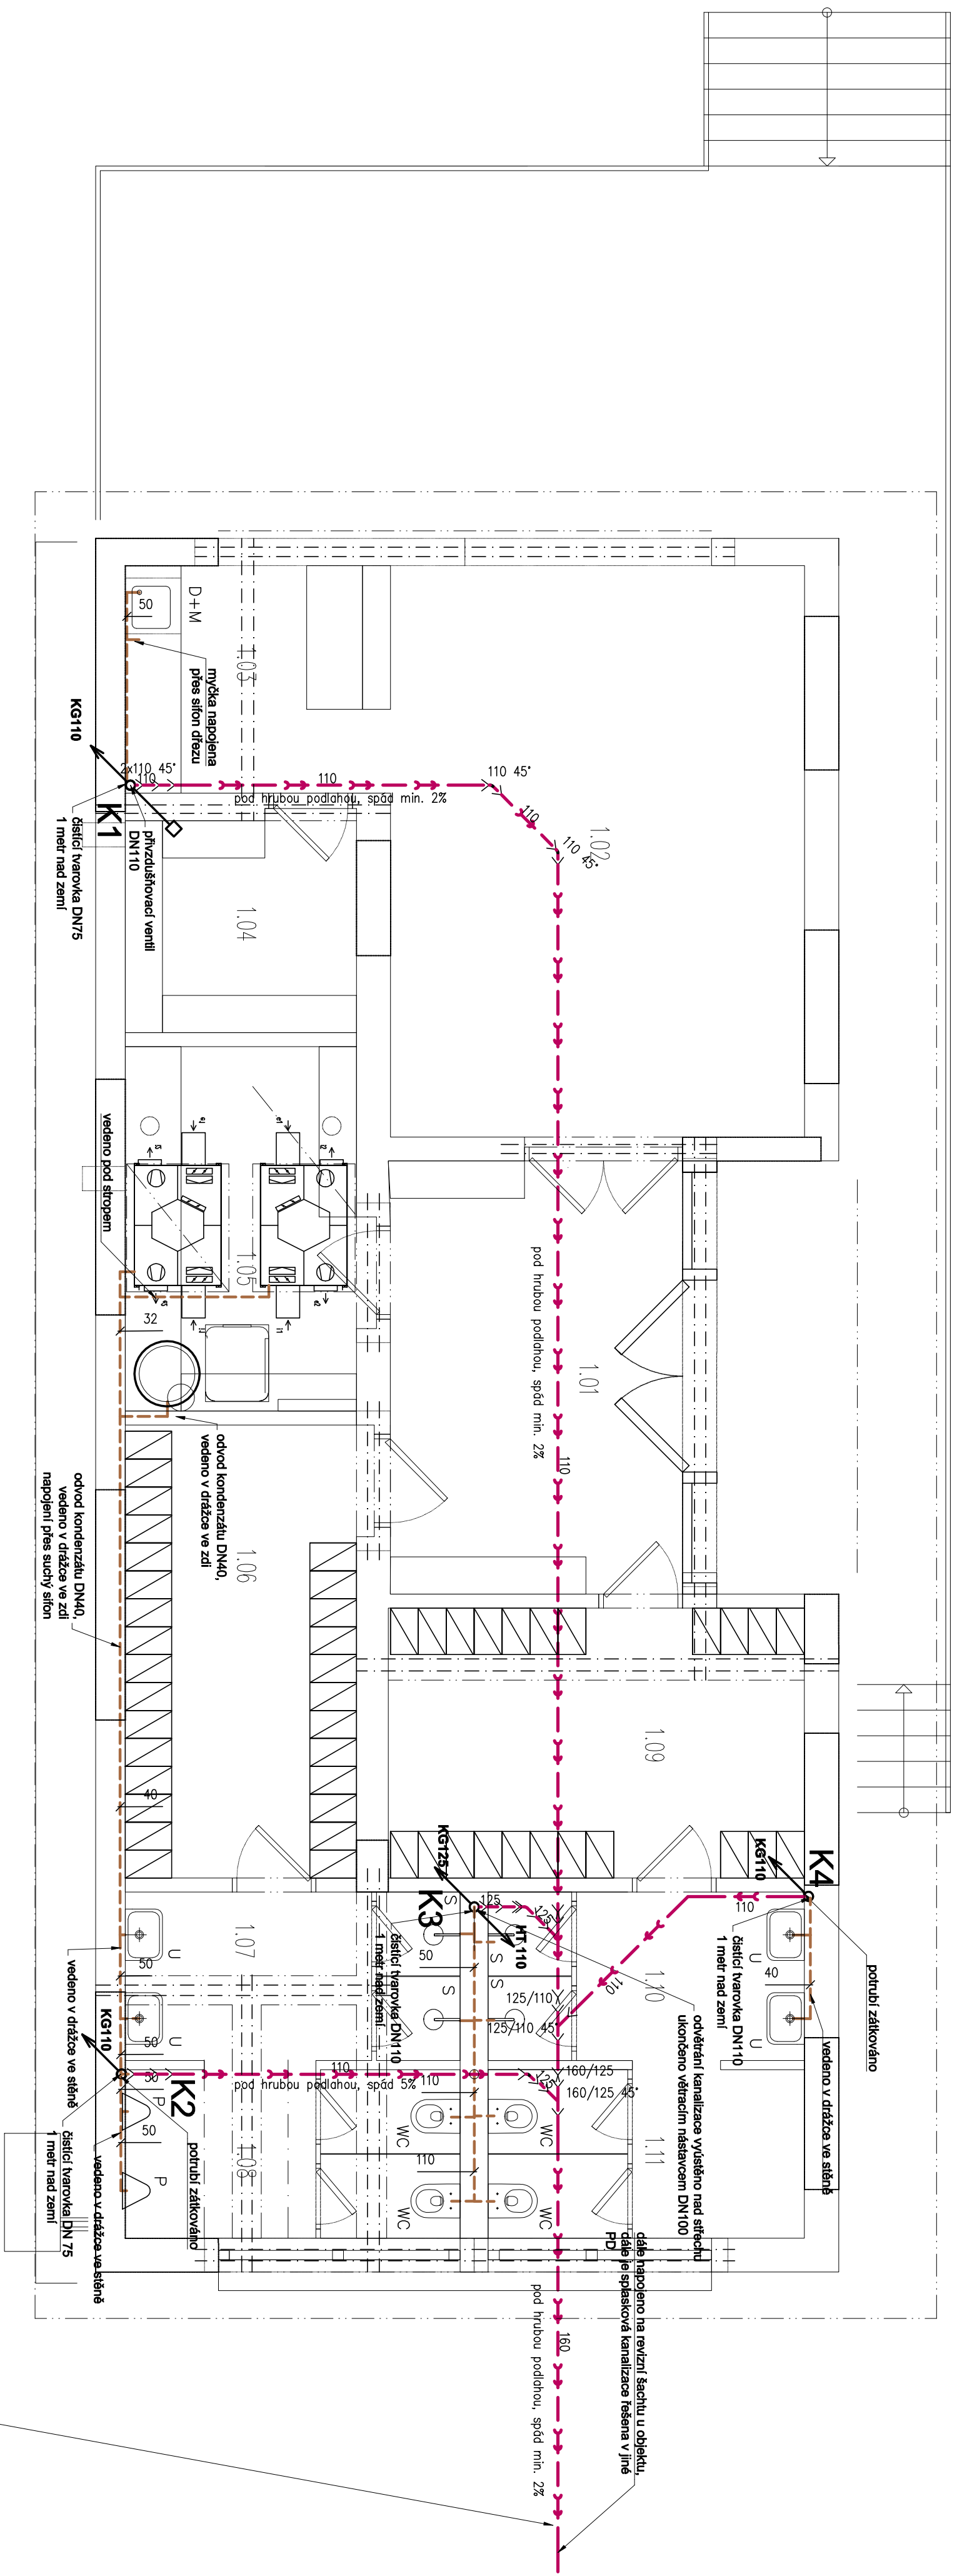 D+M
50
1.03
myčka napojena
přes sifon dřezu
KG110
2x110 45°
110
K1
přivzdušňovací ventil
DN110
čistící tvarovka DN75
1 metr nad zemí
110
pod hrubou podlahou, spád min. 2%
110 45°
110
110 45°
1.02
1.04
vedeno pod stropem
1.05
32
odvod kondenzátu DN40,
vedeno v drážce ve zdi
1.01
pod hrubou podlahou, spád min. 2%
110
odvod kondenzátu DN40,
vedeno v drážce ve zdi
napojení přes suchý sifon
1.06
40
1.09
KG125
K3
S
S
S
S
125
125
HT 110
50
čistící tvarovka DN110
1 metr nad zemí
KG110
K4
110
110
čistící tvarovka DN110
1 metr nad zemí
U
U
40
potrubí zátkováno
vedeno v drážce ve stěně
1.10
odvětrání kanalizace vyústěno nad střechu
ukončeno větracím nástavcem DN100
125/110
125/110 45°
160/125
160/125 45°
125
1.07
U
U
50
50
vedeno v drážce ve stěně
KG110
K2
110
pod hrubou podlahou, spád 5%
P
P
50
potrubí zátkováno
vedeno v drážce ve stěně
čistící tvarovka DN 75
1 metr nad zemí
1.08
110
110
WC
WC
WC
WC
1.11
dále napojeno na revizní šachtu u objektu,
dále je splašková kanalizace řešena v jiné
PD
160
pod hrubou podlahou, spád min. 2%